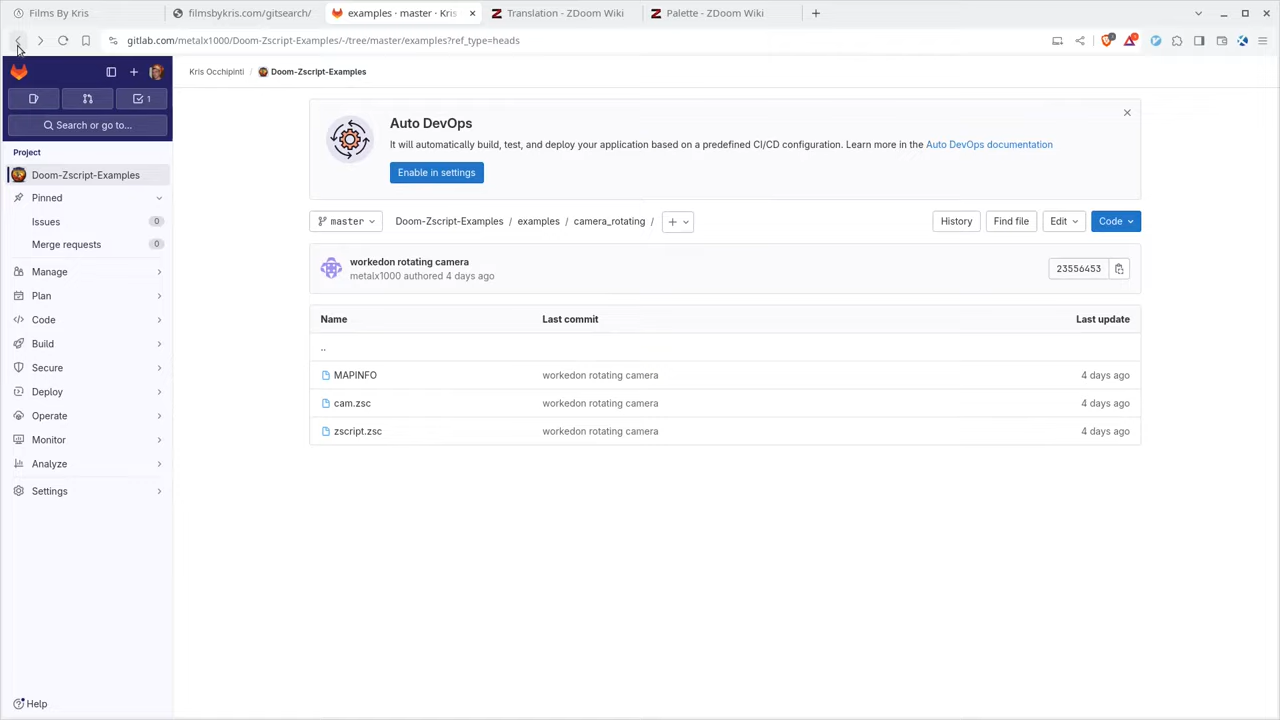 Films By Kris
filmsbykris.com/gitsearch/
examples · master · Kris
Translation - ZDoom Wiki
Palette - ZDoom Wiki
gitlab.com/metalx1000/Doom-Zscript-Examples/-/tree/master/examples?ref_type=heads
1
Search or go to...
Project
Doom-Zscript-Examples
Pinned
Issues 0
Merge requests 0
Manage
Plan
Code
Build
Secure
Deploy
Operate
Monitor
Analyze
Settings
Help
Kris Occhipinti / Doom-Zscript-Examples
Auto DevOps
It will automatically build, test, and deploy your application based on a predefined CI/CD configuration. Learn more in the Auto DevOps documentation
Enable in settings
master Doom-Zscript-Examples / examples / camera_rotating / + History Find file Edit Code
workedon rotating camera
metalx1000 authored 4 days ago
23556453
Name Last commit Last update
..
MAPINFO workedon rotating camera 4 days ago
cam.zsc workedon rotating camera 4 days ago
zscript.zsc workedon rotating camera 4 days ago